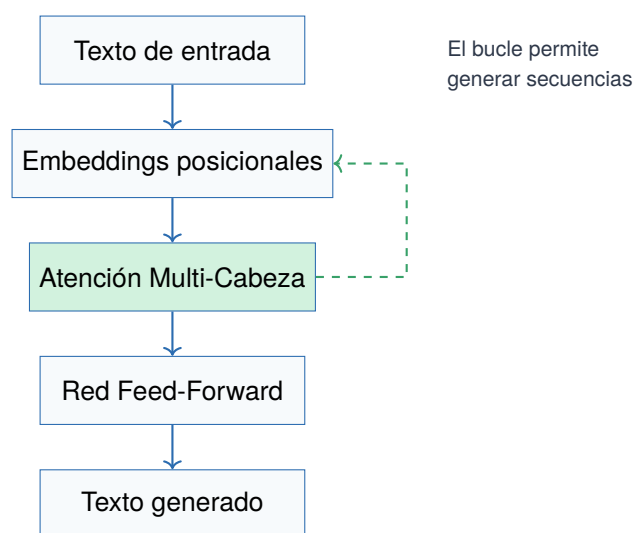 Texto de entrada
El bucle permite
generar secuencias
Embeddings posicionales
Atención Multi-Cabeza
Red Feed-Forward
Texto generado